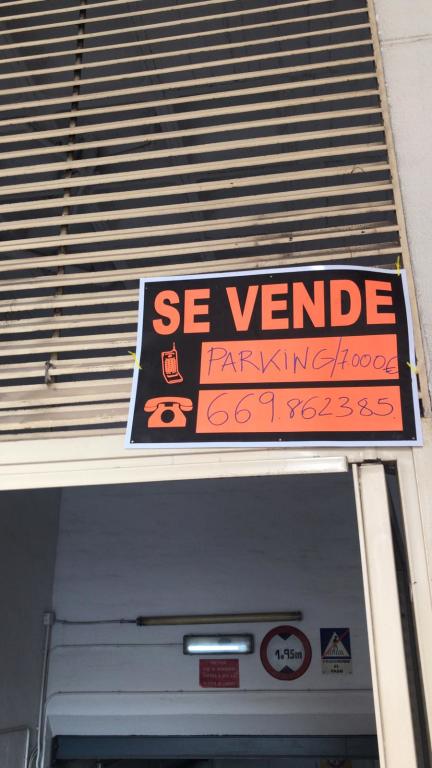 SE VENDE
PARKING/7000€
669.862385.
1.95m